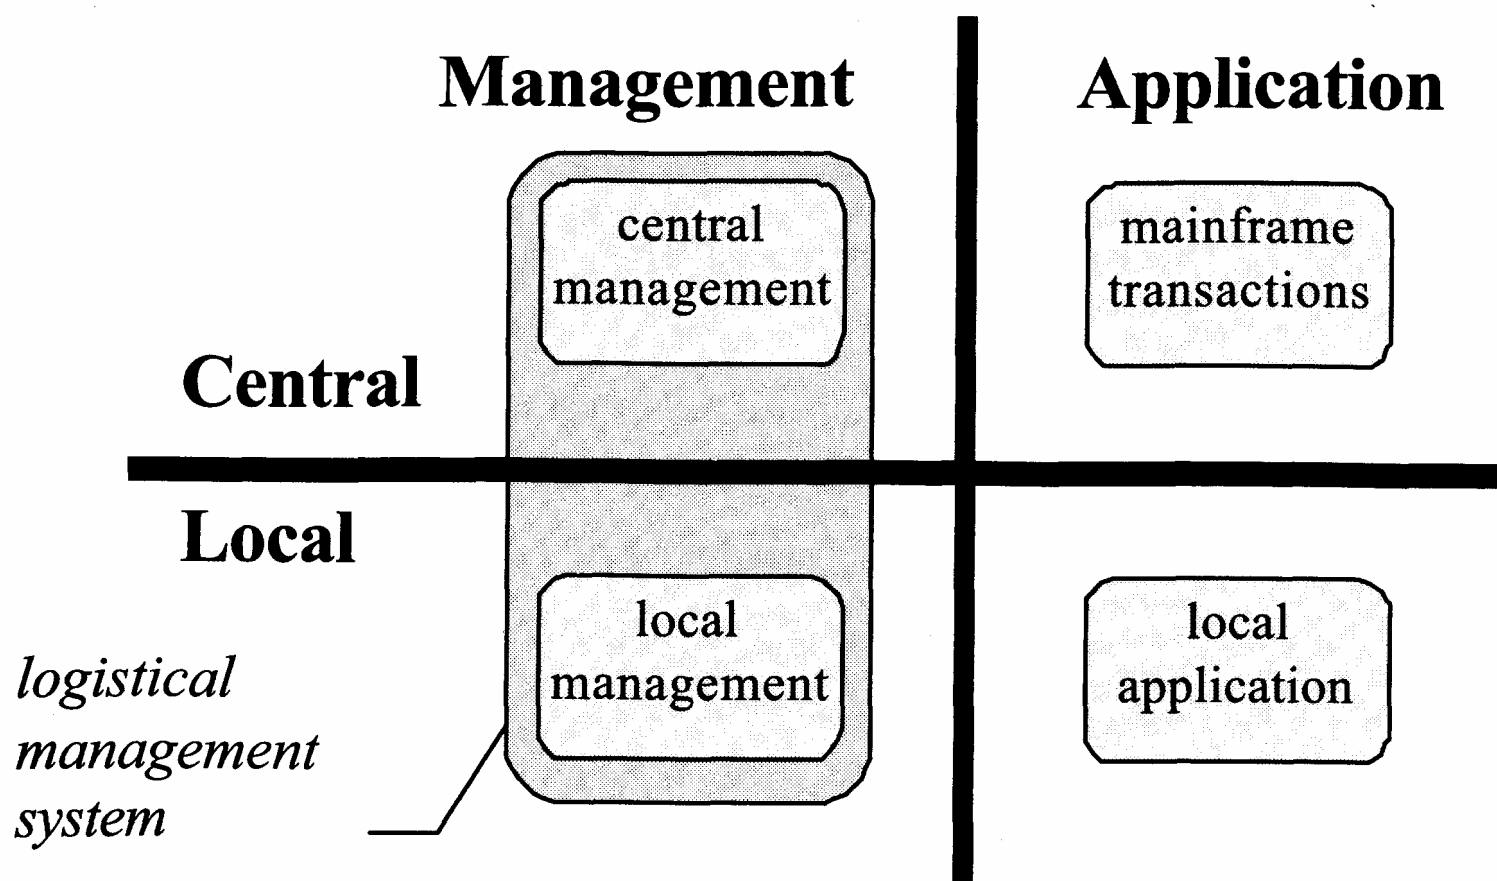 Management
Application
central
management
mainframe
transactions
Central
Local
local
management
local
application
logistical
management
system